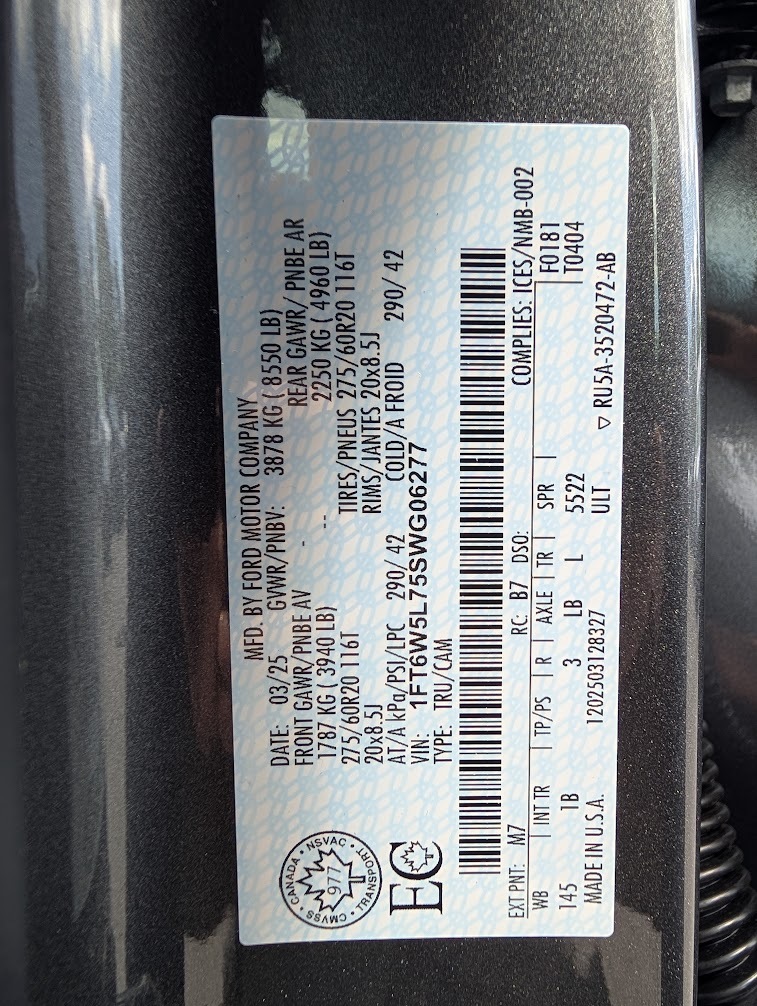 MFD. BY FORD MOTOR COMPANY
DATE: 03/25 GVWR/PNBV: 3878 KG ( 8550 LB)
FRONT GAWR/PNBE AV - REAR GAWR/ PNBE AR
1787 KG ( 3940 LB) -- 2250 KG ( 4960 LB)
275/60R20 116T TIRES/PNEUS 275/60R20 116T
20x8.5J RIMS/JANTES 20x8.5J
AT/A kPa/PSI/LPC 290/ 42 COLD/A FROID 290/ 42
VIN: 1FT6W5L75SWG06277
TYPE: TRU/CAM
CANADA • NSVAC • TRANSPORT • CMVSS •
977
EC
COMPLIES: ICES/NMB-002
EXT PNT: M7 RC: B7 DSO: F0181
WB INT TR TP/PS R AXLE TR SPR T0404
145 1B 3 LB L 5522
MADE IN U.S.A. 1202503128327 ULT ▽ RU5A-3520472-AB